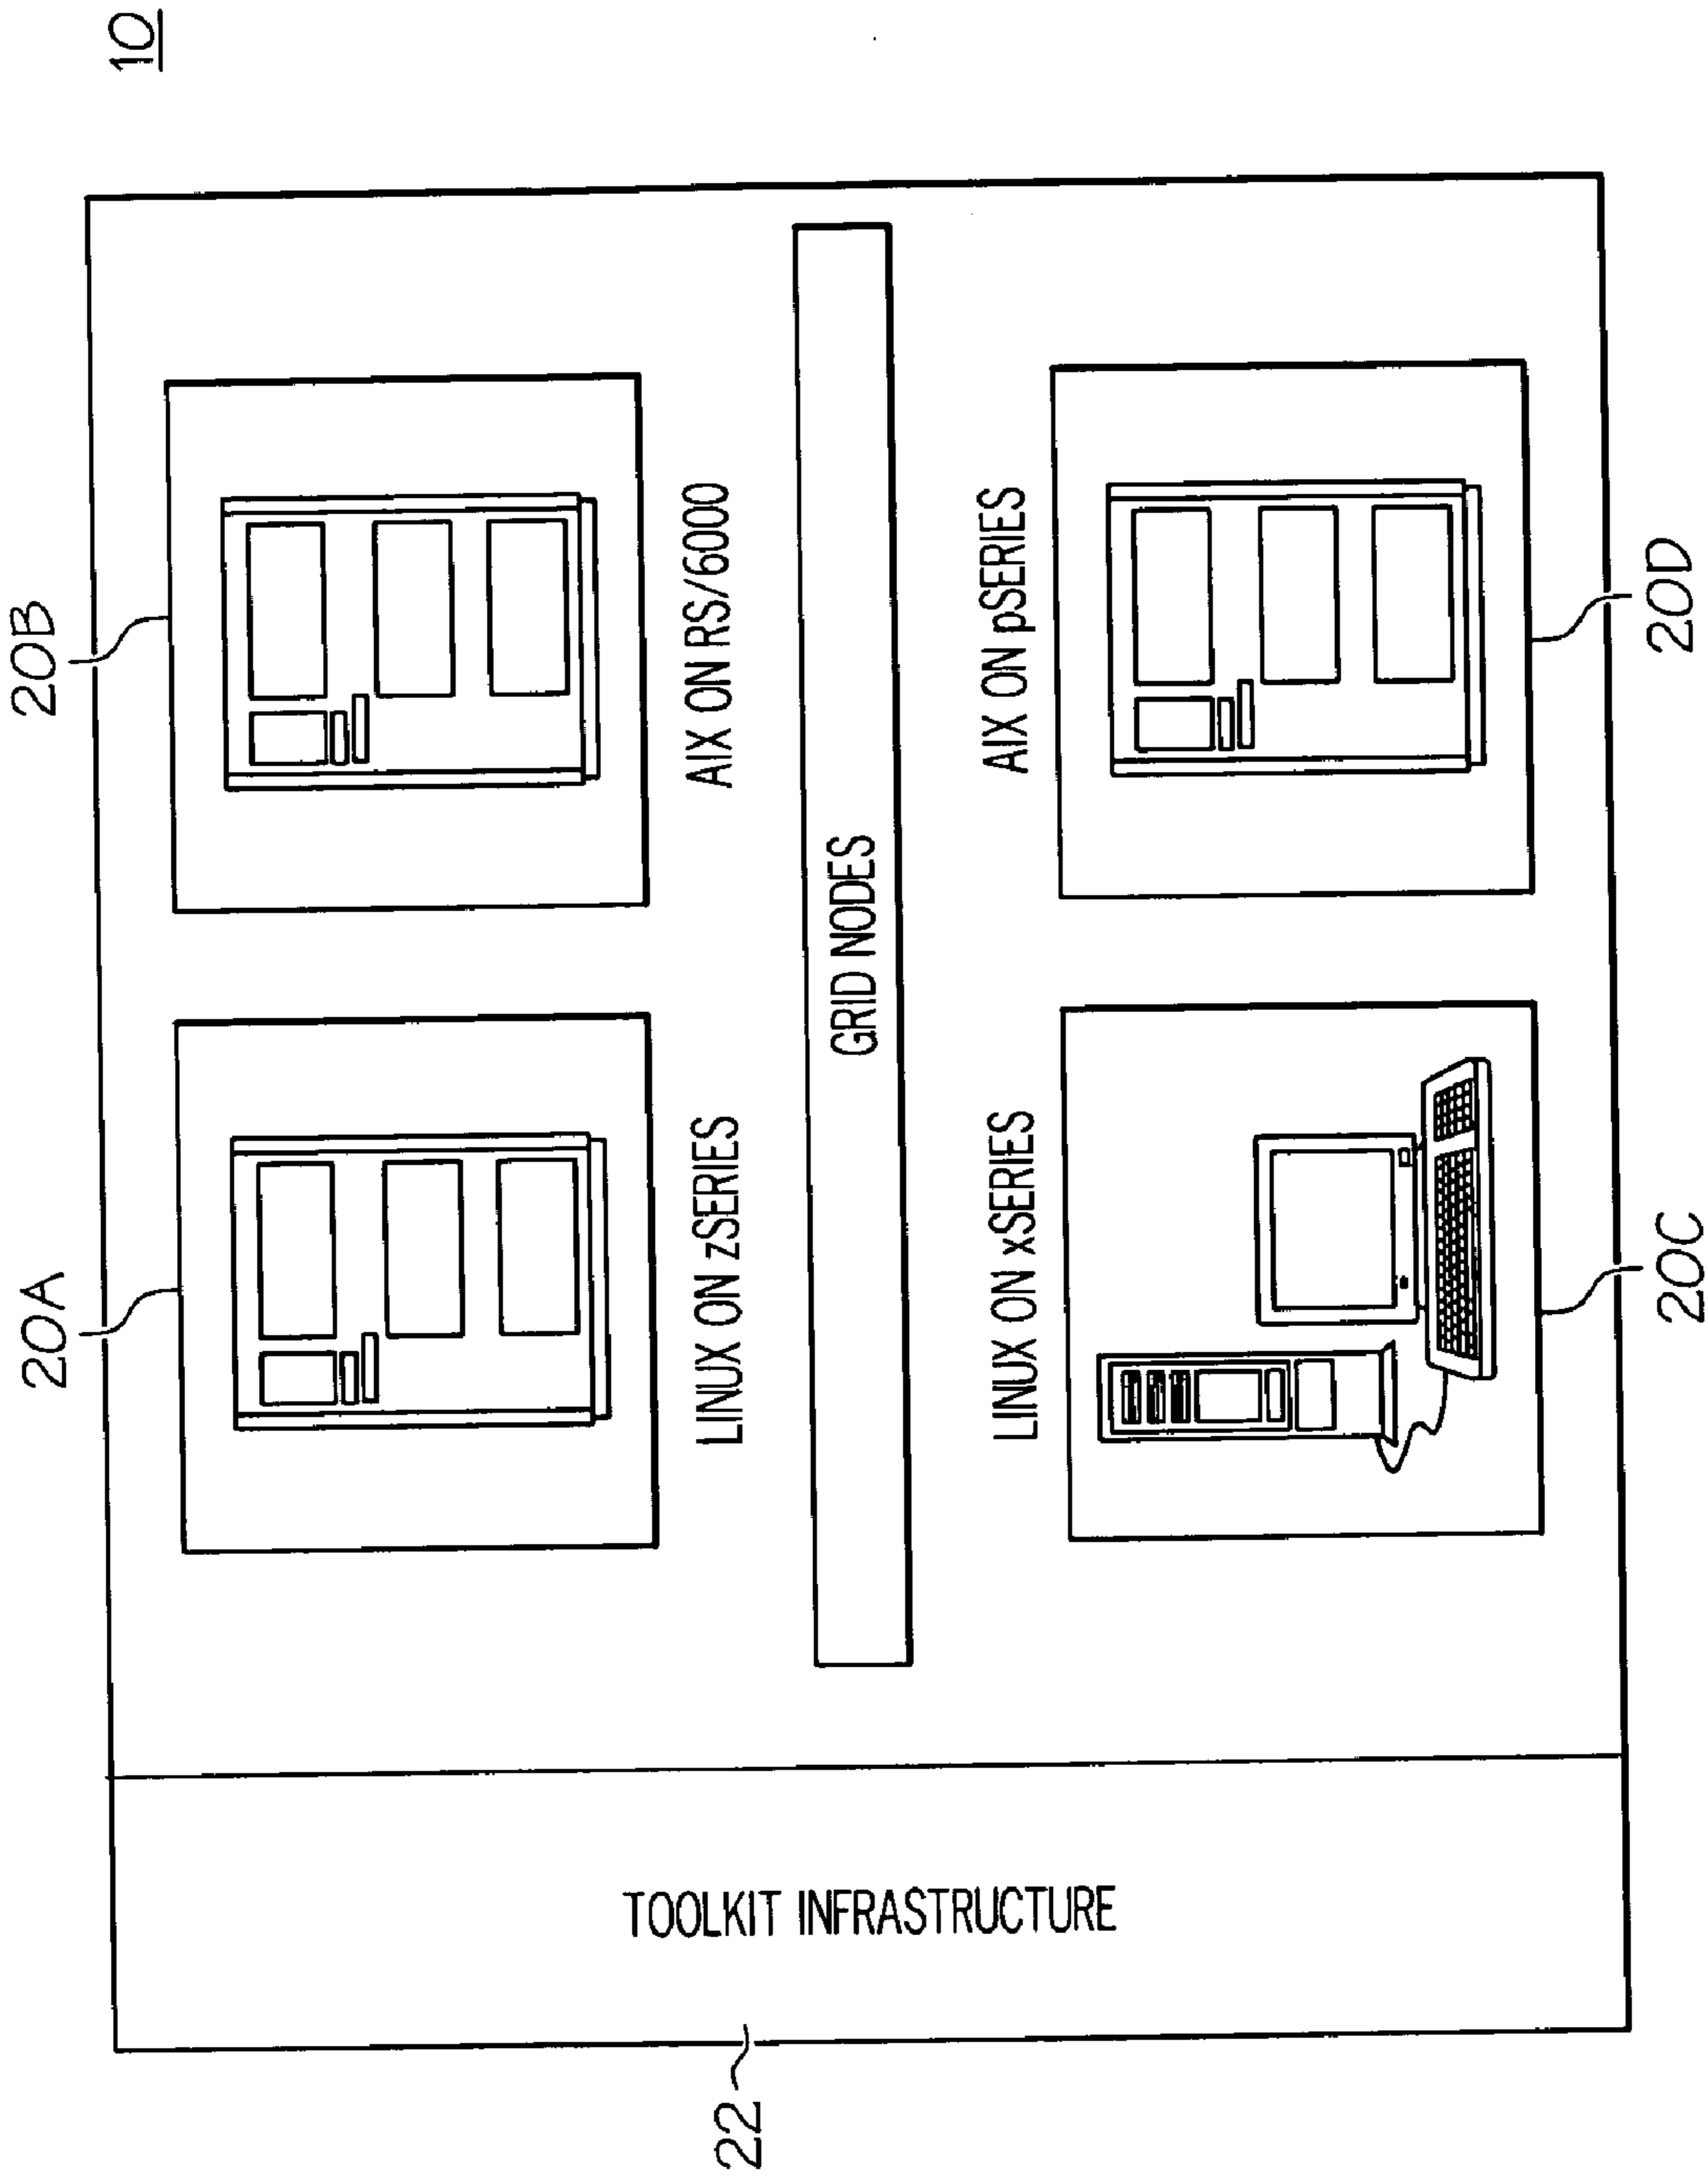 10
20A
20B
LINUX ON zSERIES
AIX ON RS/6000
22
TOOLKIT INFRASTRUCTURE
GRID NODES
LINUX ON xSERIES
AIX ON pSERIES
20C
20D